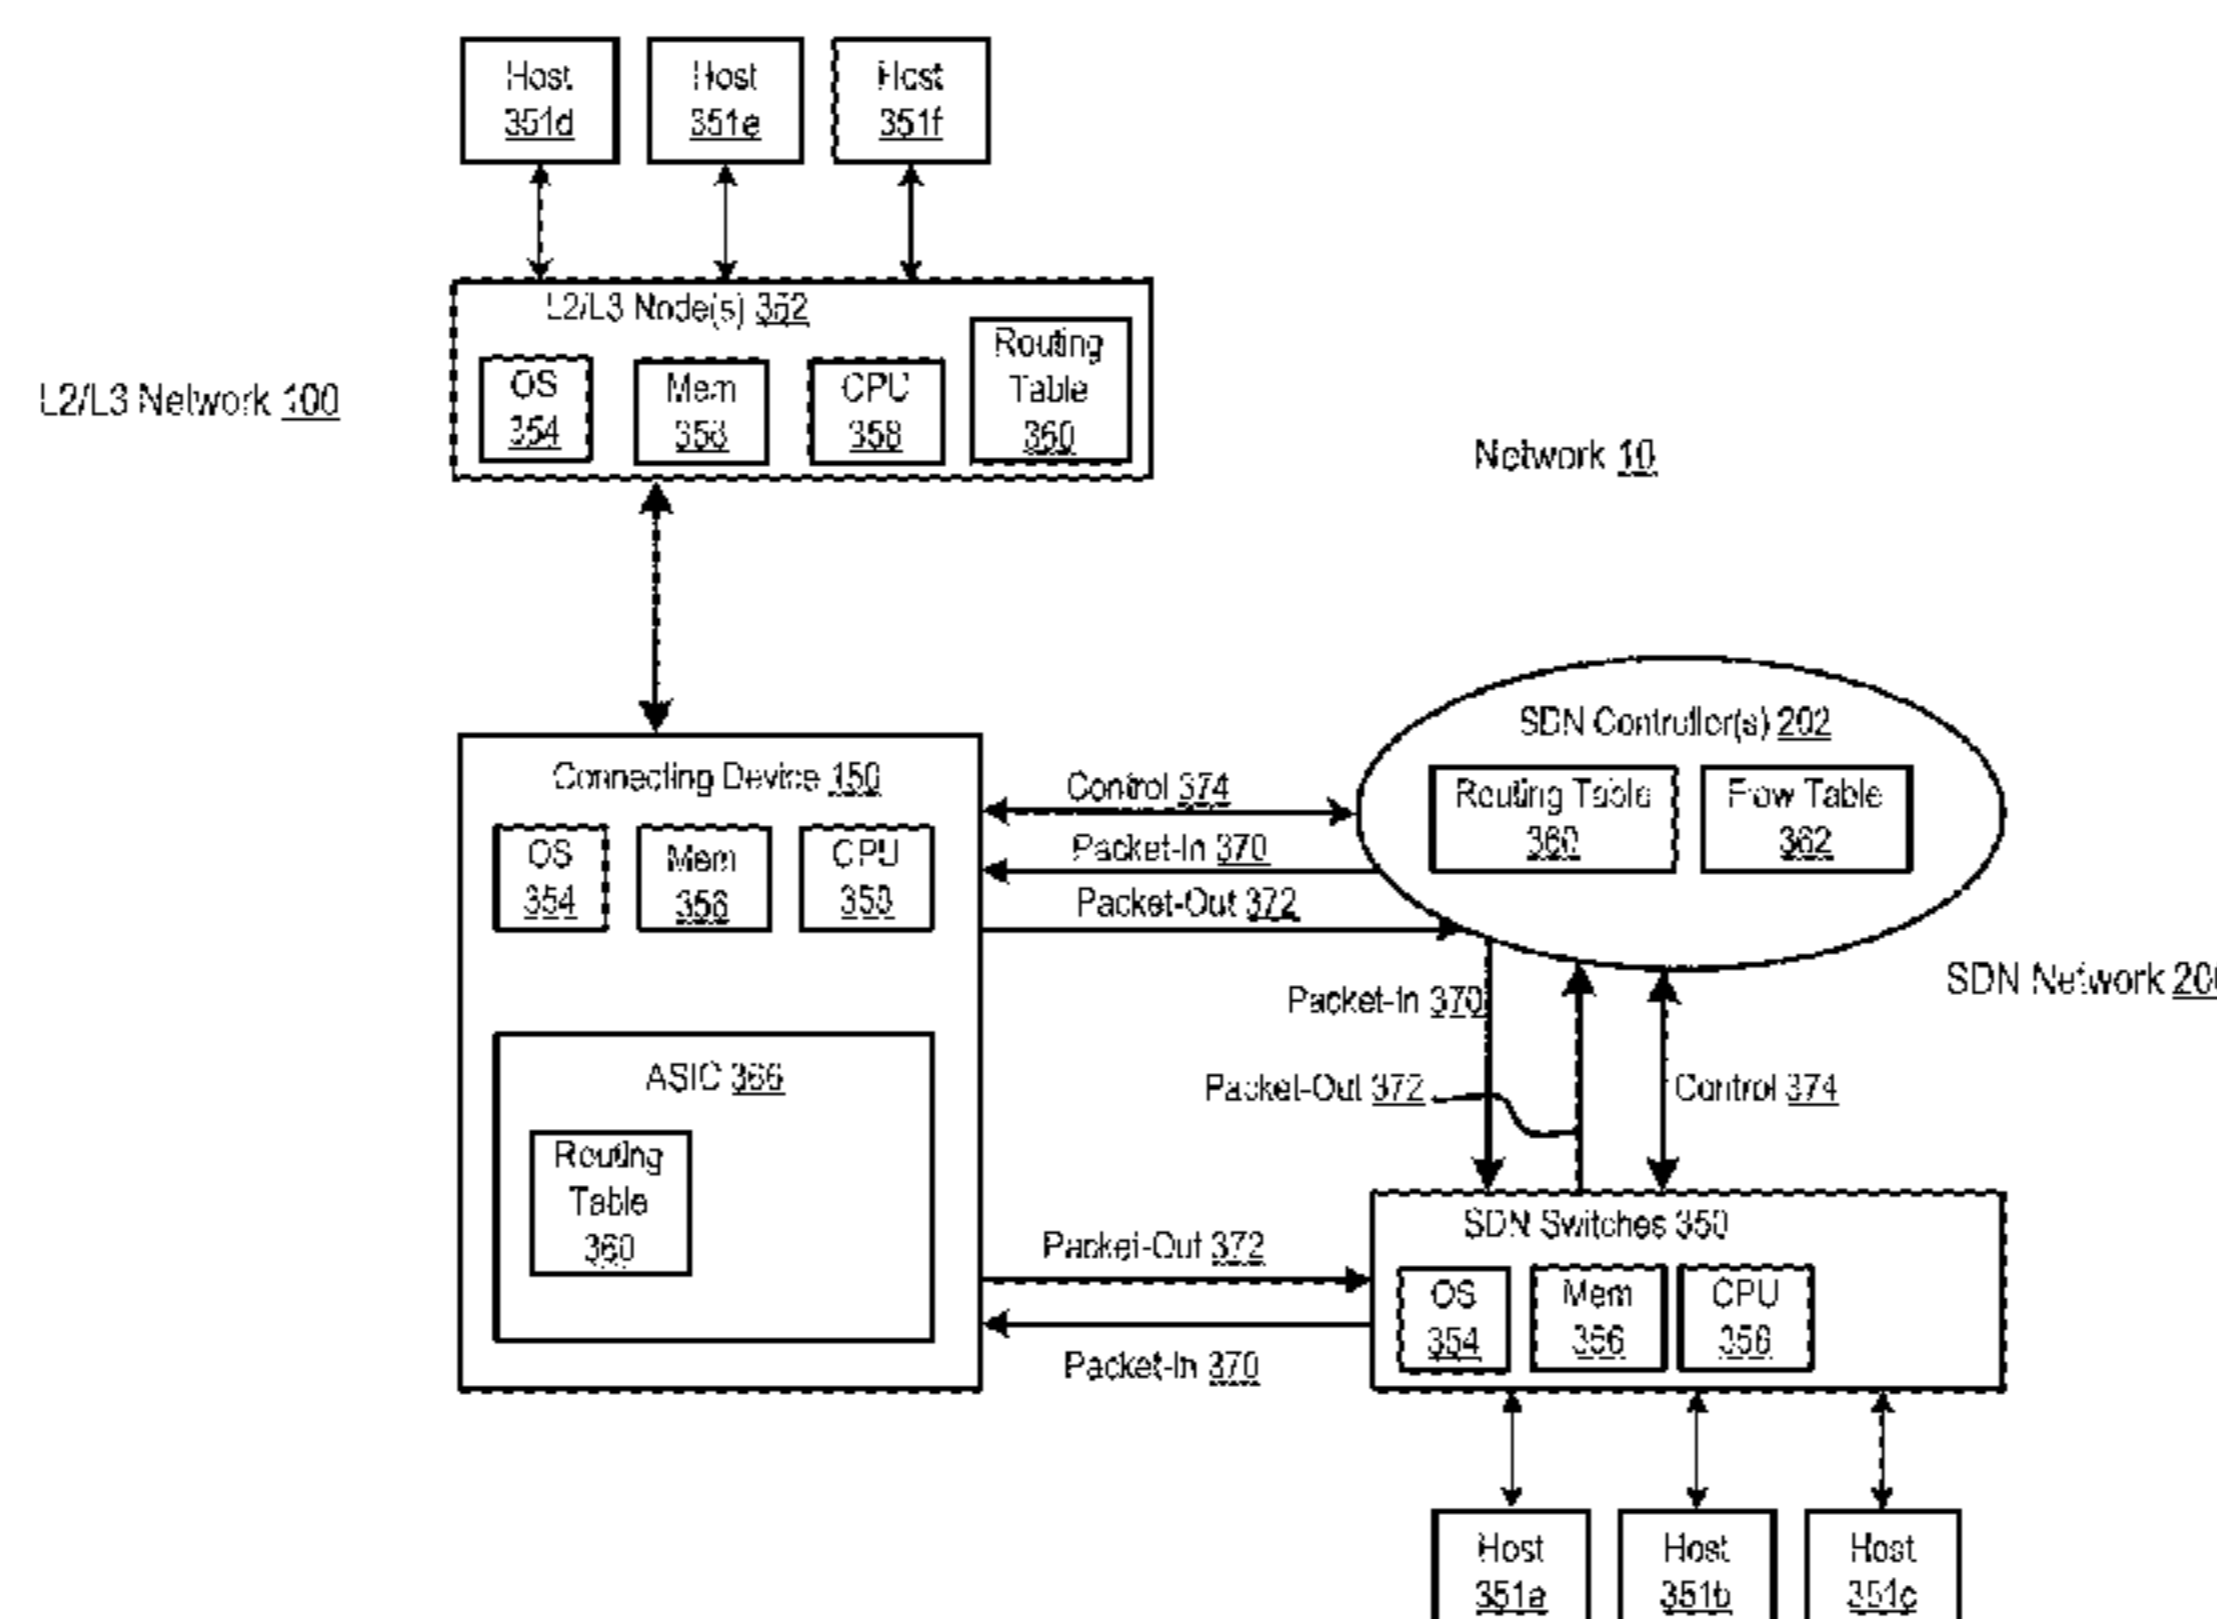 Host
351d
Host
351e
Host
351f
L2/L3 Node(s) 352
OS
354
Mem
356
CPU
358
Routing
Table
360
L2/L3 Network 100
Network 10
Connecting Device 150
OS
354
Mem
356
CPU
358
ASIC 366
Routing
Table
360
Control 374
Packet-In 370
Packet-Out 372
SDN Controller(s) 202
Routing Table
360
Flow Table
362
SDN Network
Packet-In 370
Packet-Out 372
Control 374
Packet-Out 372
Packet-In 370
SDN Switches 350
OS
354
Mem
356
CPU
356
Host
351a
Host
351b
Host
351c